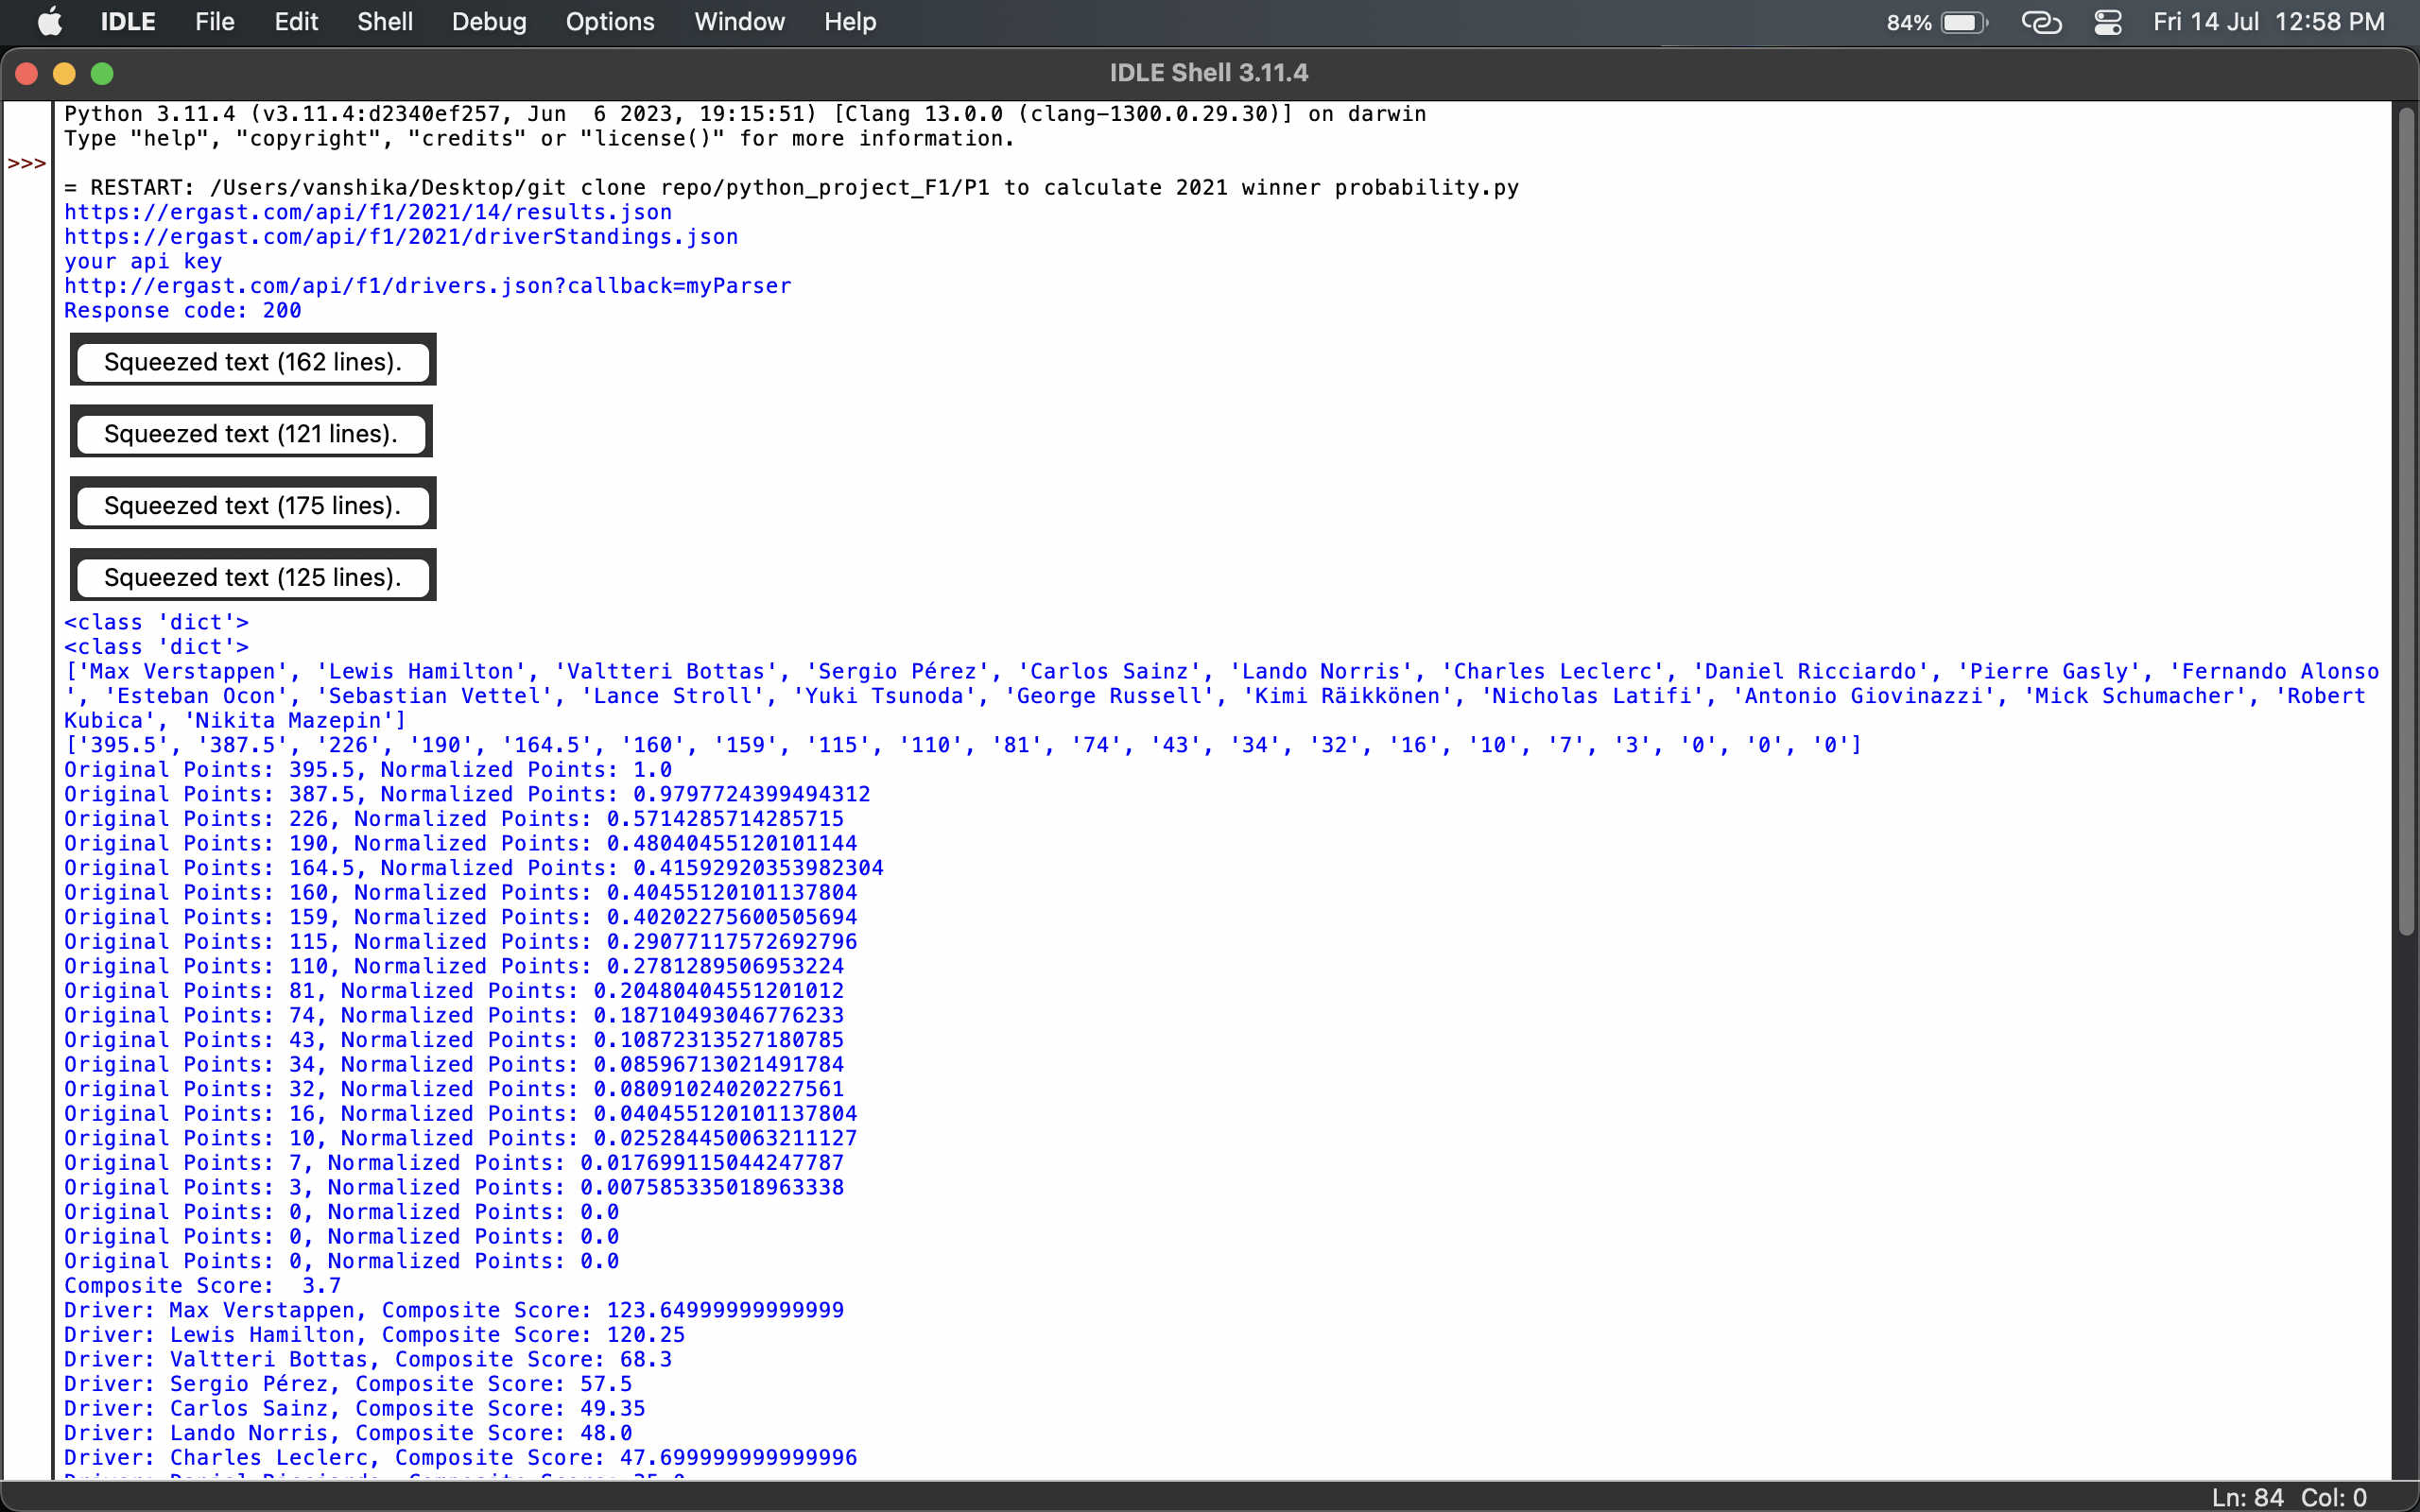 IDLE File Edit Shell Debug Options Window Help 84% Fri 14 Jul 12:58 PM
IDLE Shell 3.11.4
Python 3.11.4 (v3.11.4:d2340ef257, Jun  6 2023, 19:15:51) [Clang 13.0.0 (clang-1300.0.29.30)] on darwin
Type "help", "copyright", "credits" or "license()" for more information.
>>>
= RESTART: /Users/vanshika/Desktop/git clone repo/python_project_F1/P1 to calculate 2021 winner probability.py
https://ergast.com/api/f1/2021/14/results.json
https://ergast.com/api/f1/2021/driverStandings.json
your api key
http://ergast.com/api/f1/drivers.json?callback=myParser
Response code: 200
Squeezed text (162 lines).
Squeezed text (121 lines).
Squeezed text (175 lines).
Squeezed text (125 lines).
<class 'dict'>
<class 'dict'>
['Max Verstappen', 'Lewis Hamilton', 'Valtteri Bottas', 'Sergio Pérez', 'Carlos Sainz', 'Lando Norris', 'Charles Leclerc', 'Daniel Ricciardo', 'Pierre Gasly', 'Fernando Alonso
', 'Esteban Ocon', 'Sebastian Vettel', 'Lance Stroll', 'Yuki Tsunoda', 'George Russell', 'Kimi Räikkönen', 'Nicholas Latifi', 'Antonio Giovinazzi', 'Mick Schumacher', 'Robert
Kubica', 'Nikita Mazepin']
['395.5', '387.5', '226', '190', '164.5', '160', '159', '115', '110', '81', '74', '43', '34', '32', '16', '10', '7', '3', '0', '0', '0']
Original Points: 395.5, Normalized Points: 1.0
Original Points: 387.5, Normalized Points: 0.9797724399494312
Original Points: 226, Normalized Points: 0.5714285714285715
Original Points: 190, Normalized Points: 0.48040455120101144
Original Points: 164.5, Normalized Points: 0.41592920353982304
Original Points: 160, Normalized Points: 0.40455120101137804
Original Points: 159, Normalized Points: 0.40202275600505694
Original Points: 115, Normalized Points: 0.29077117572692796
Original Points: 110, Normalized Points: 0.2781289506953224
Original Points: 81, Normalized Points: 0.20480404551201012
Original Points: 74, Normalized Points: 0.18710493046776233
Original Points: 43, Normalized Points: 0.10872313527180785
Original Points: 34, Normalized Points: 0.08596713021491784
Original Points: 32, Normalized Points: 0.08091024020227561
Original Points: 16, Normalized Points: 0.040455120101137804
Original Points: 10, Normalized Points: 0.025284450063211127
Original Points: 7, Normalized Points: 0.017699115044247787
Original Points: 3, Normalized Points: 0.007585335018963338
Original Points: 0, Normalized Points: 0.0
Original Points: 0, Normalized Points: 0.0
Original Points: 0, Normalized Points: 0.0
Composite Score:  3.7
Driver: Max Verstappen, Composite Score: 123.64999999999999
Driver: Lewis Hamilton, Composite Score: 120.25
Driver: Valtteri Bottas, Composite Score: 68.3
Driver: Sergio Pérez, Composite Score: 57.5
Driver: Carlos Sainz, Composite Score: 49.35
Driver: Lando Norris, Composite Score: 48.0
Driver: Charles Leclerc, Composite Score: 47.699999999999996
Ln: 84 Col: 0